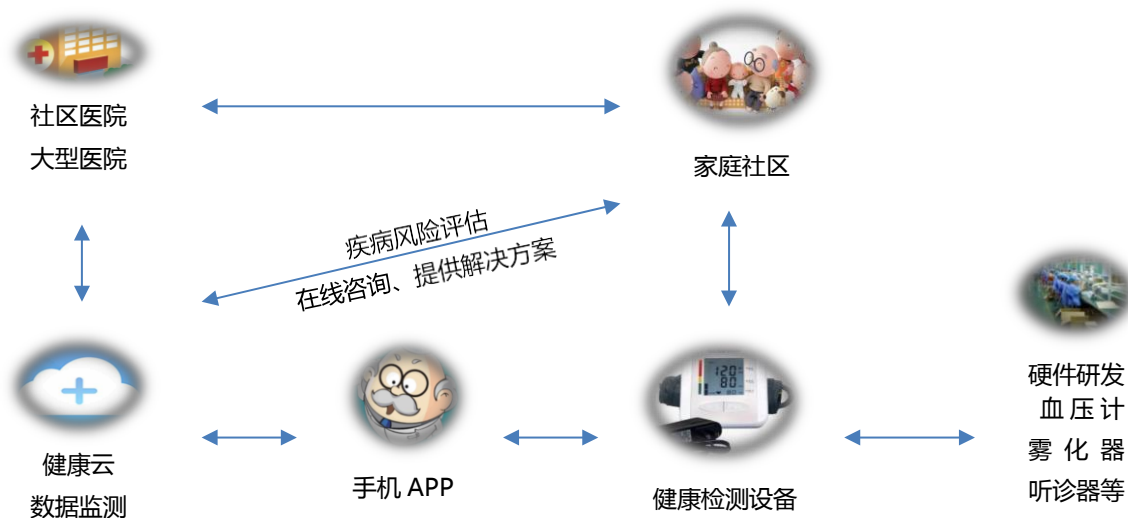 社区医院
大型医院
家庭社区
疾病风险评估
在线咨询、提供解决方案
健康云
数据监测
手机 APP
120
80
健康检测设备
硬件研发
血压计
雾化器
听诊器等